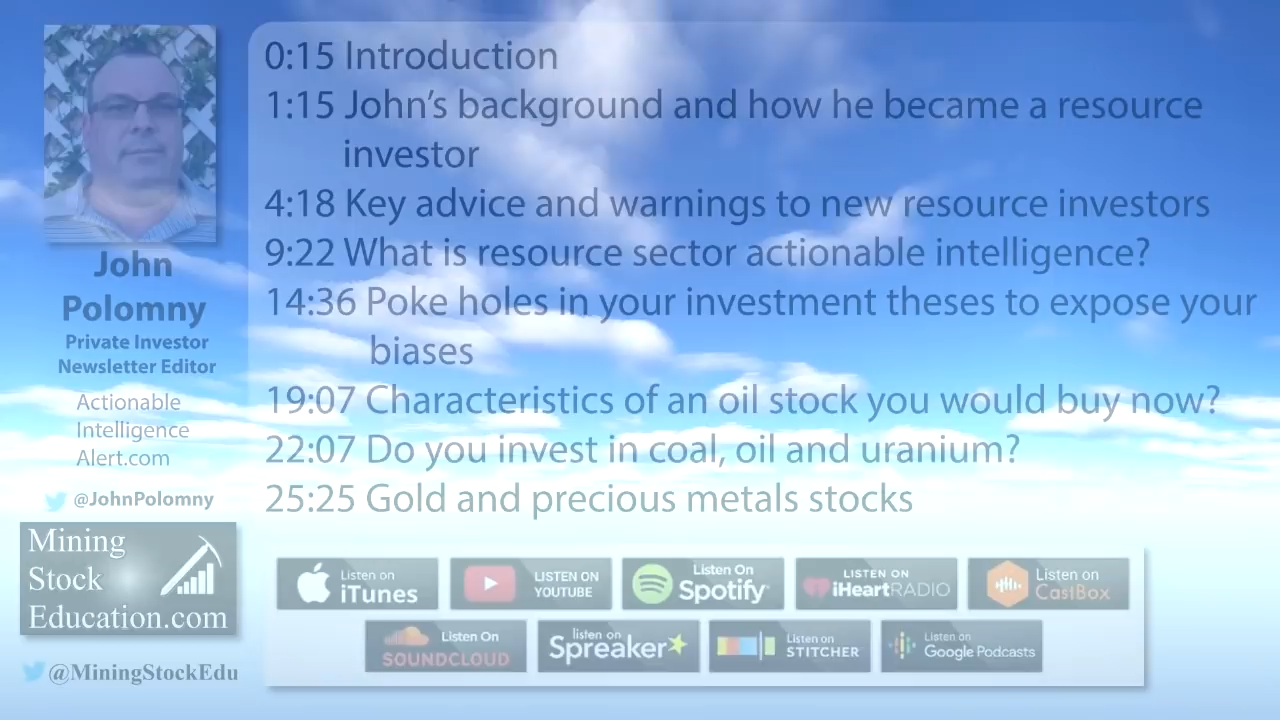 0:15 Introduction
1:15 John's background and how he became a resource
investor
4:18 Key advice and warnings to new resource investors
9:22 What is resource sector actionable intelligence?
14:36 Poke holes in your investment theses to expose your
biases
19:07 Characteristics of an oil stock you would buy now?
22:07 Do you invest in coal, oil and uranium?
25:25 Gold and precious metals stocks
John
Polomny
Private Investor
Newsletter Editor
Actionable
Intelligence
Alert.com
@JohnPolomny
Mining
Stock
Education.com
@MiningStockEdu
Listen on
iTunes
LISTEN ON
YOUTUBE
Listen On
Spotify
LISTEN ON
iHeartRADIO
Listen on
CastBox
Listen On
SOUNDCLOUD
listen on
Spreaker
Listen on
STITCHER
Listen on
Google Podcasts